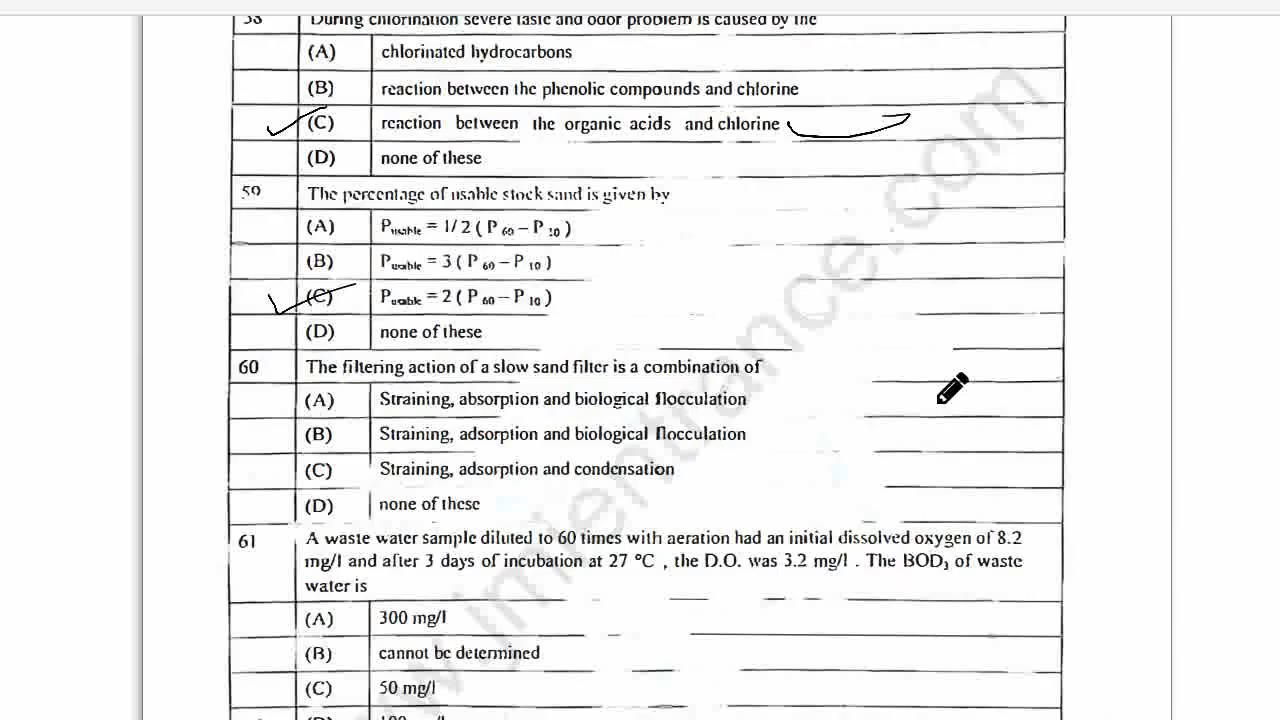 58 During chlorination severe taste and odor problem is caused by the
(A) chlorinated hydrocarbons
(B) reaction between the phenolic compounds and chlorine
(C) reaction between the organic acids and chlorine
(D) none of these
59 The percentage of usable stock sand is given by
(A) P usable = 1/2 ( P 60 – P 10 )
(B) P usable = 3 ( P 60 – P 10 )
(C) P usable = 2 ( P 60 – P 10 )
(D) none of these
60 The filtering action of a slow sand filter is a combination of
(A) Straining, absorption and biological flocculation
(B) Straining, adsorption and biological flocculation
(C) Straining, adsorption and condensation
(D) none of these
61 A waste water sample diluted to 60 times with aeration had an initial dissolved oxygen of 8.2
mg/l and after 3 days of incubation at 27 °C , the D.O. was 3.2 mg/l . The BOD₃ of waste
water is
(A) 300 mg/l
(B) cannot be determined
(C) 50 mg/l
www.jmientrance.com